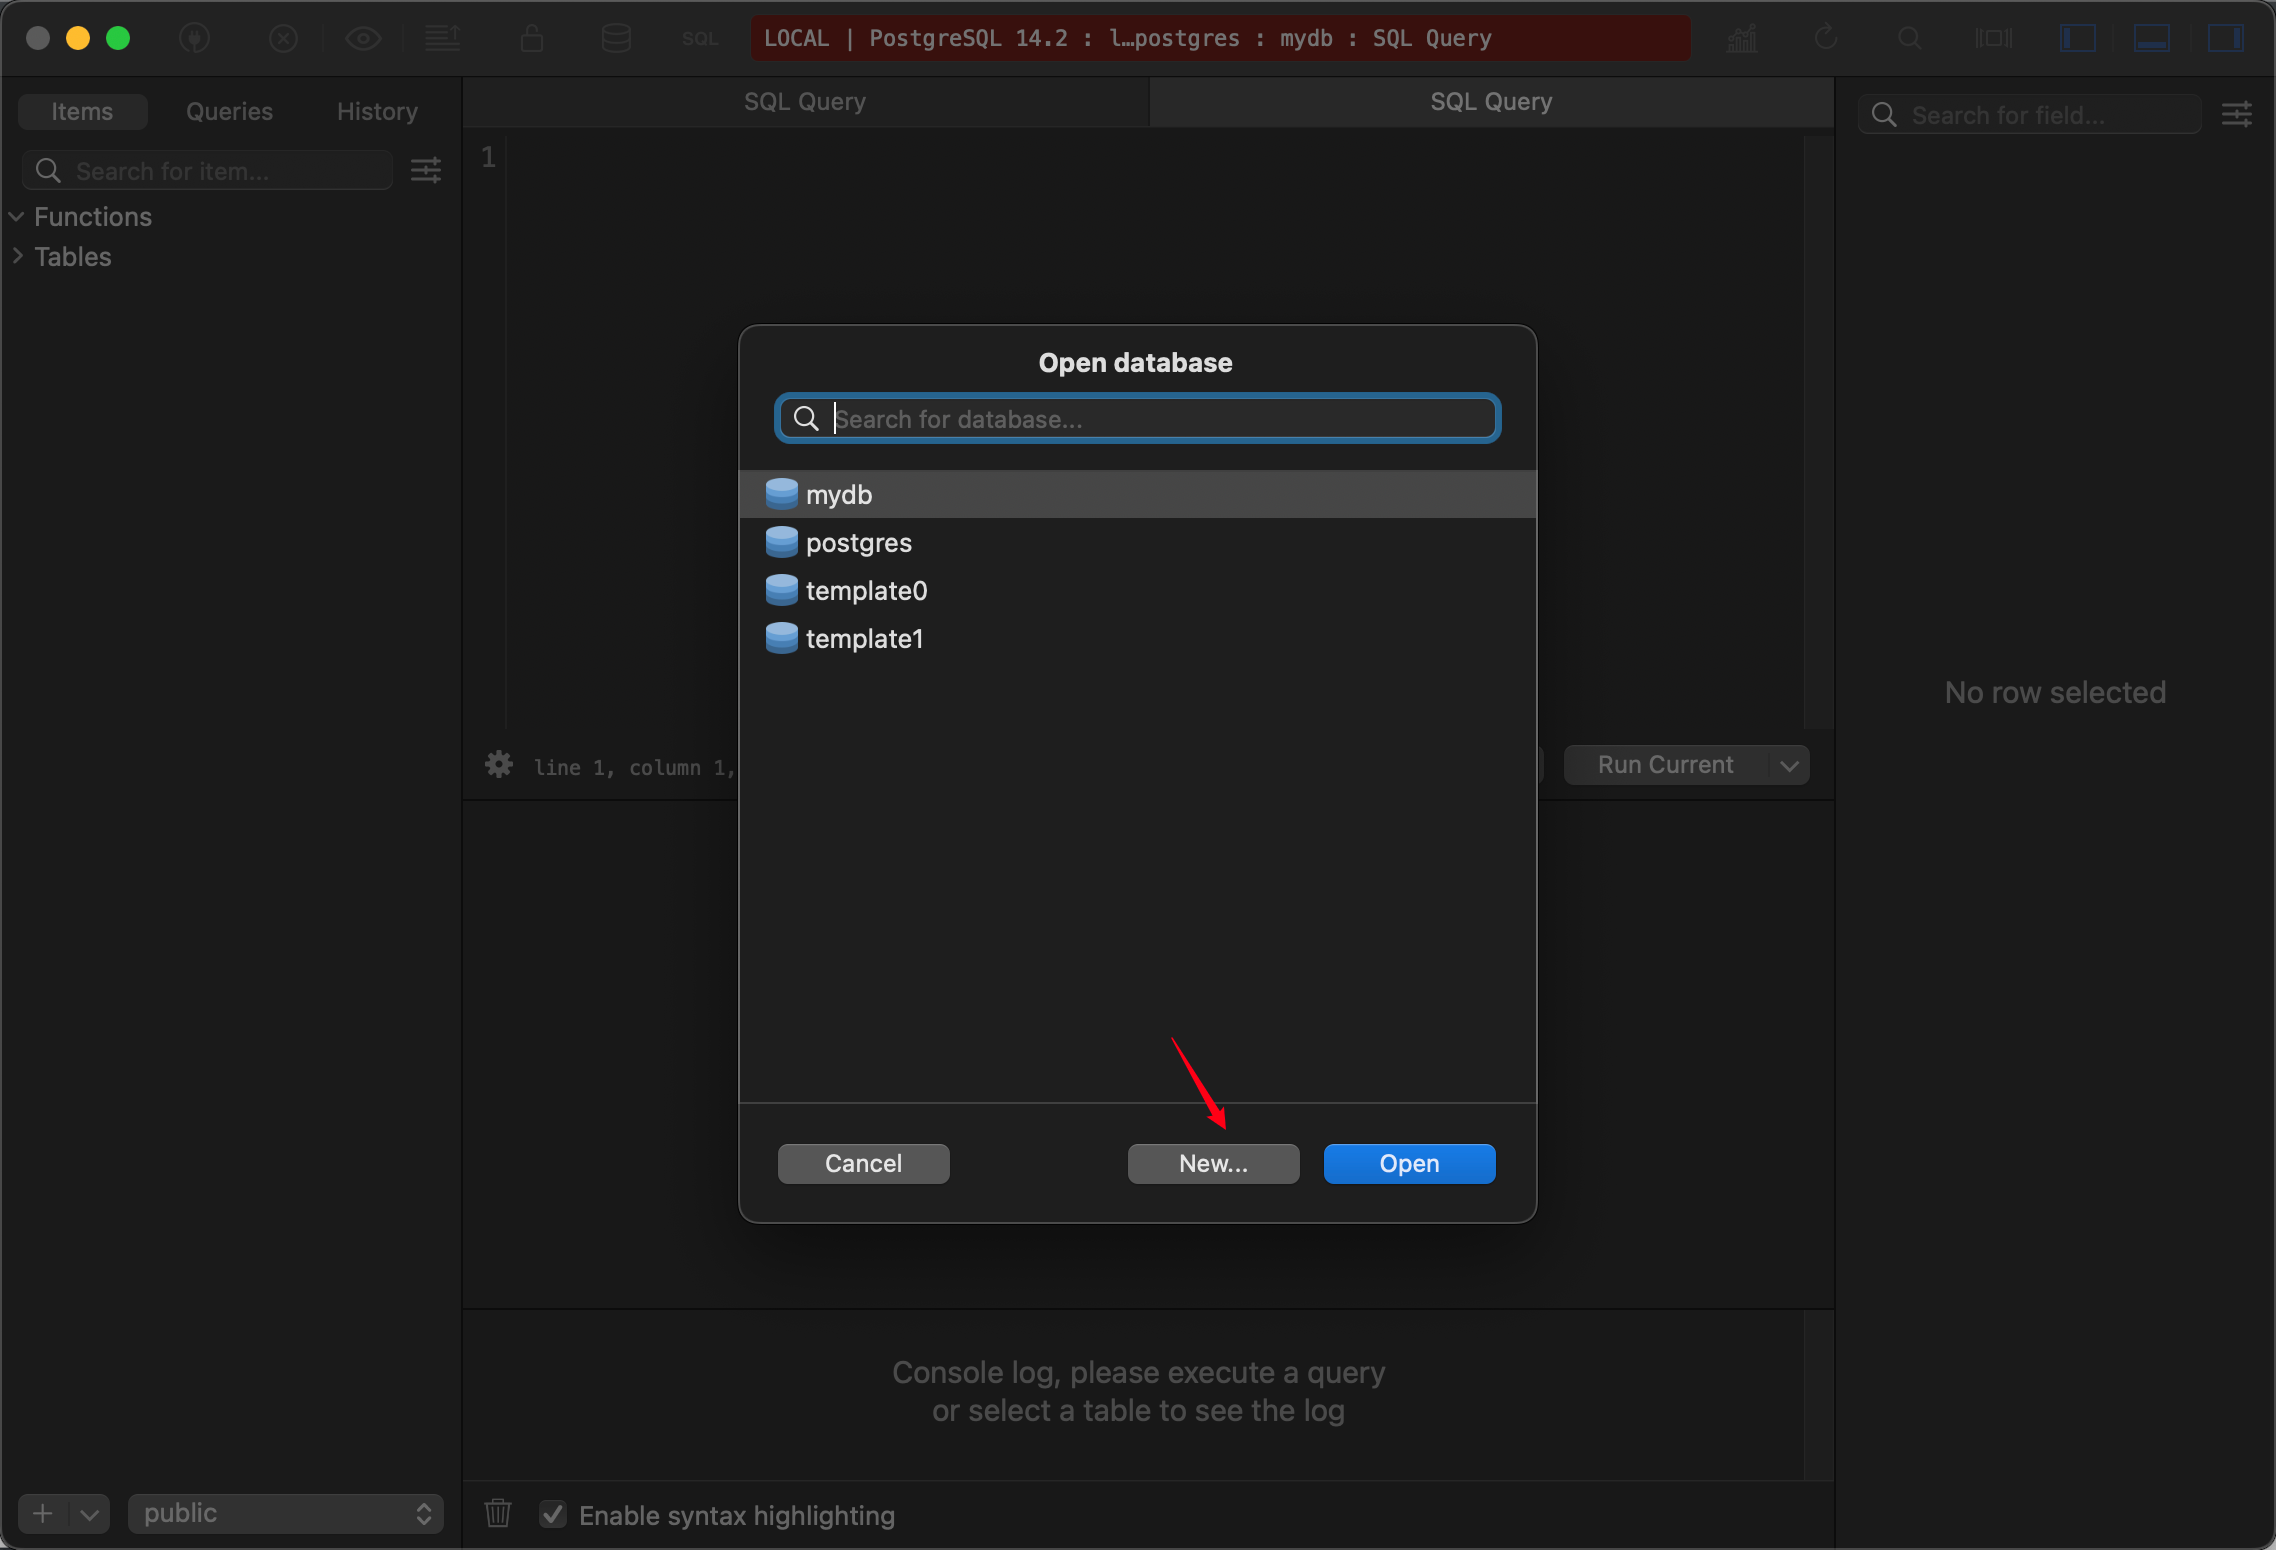 SQL
LOCAL | PostgreSQL 14.2 : l…postgres : mydb : SQL Query
Items
Queries
History
SQL Query
SQL Query
Search for field...
Search for item...
1
Functions
Tables
Open database
Search for database...
mydb
postgres
template0
template1
No row selected
line 1, column 1,
Run Current
Cancel
New...
Open
Console log, please execute a query
or select a table to see the log
public
Enable syntax highlighting